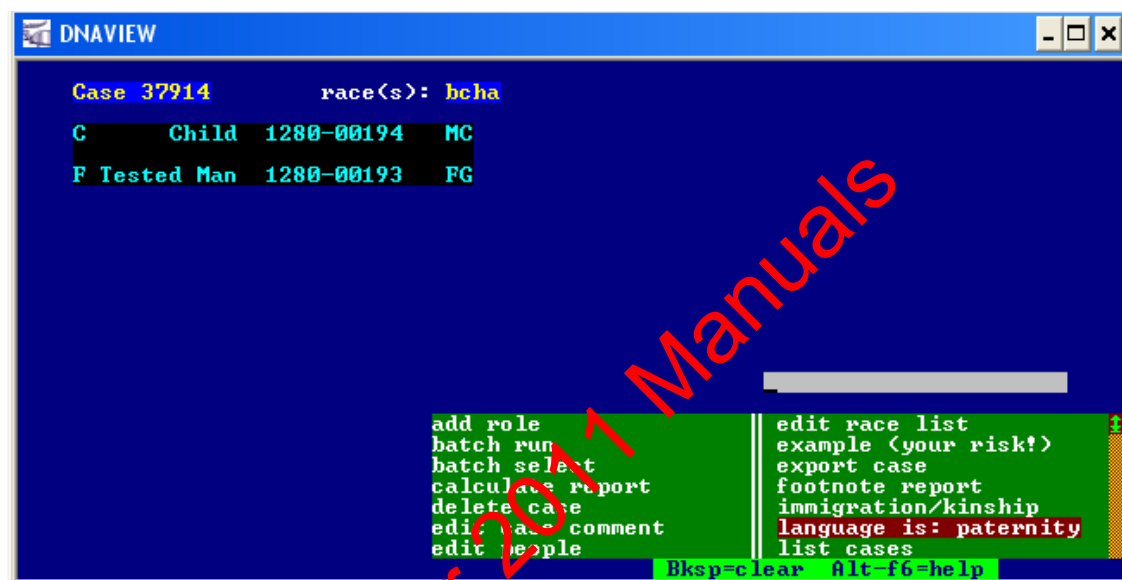 DNAVIEW
Case 37914 race(s): bcha
C Child 1280-00194 MC
F Tested Man 1280-00193 FG
add role
batch run
batch select
calculate report
delete case
edit case comment
edit people
edit race list
example (your risk!)
export case
footnote report
immigration/kinship
language is: paternity
list cases
Bksp=clear Alt-f6=help
2011 Manuals